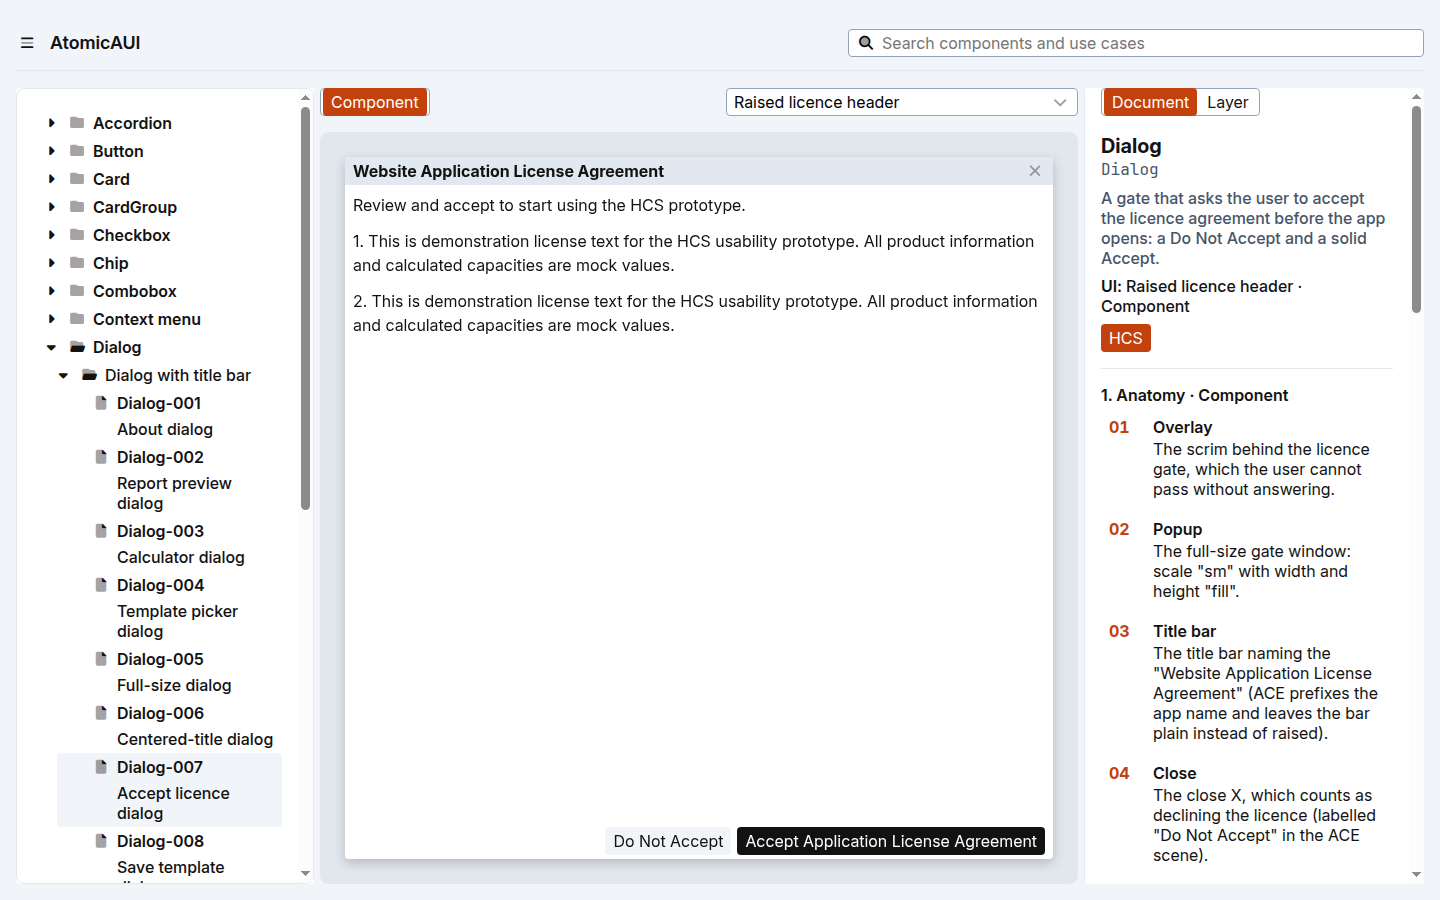 AtomicAUI
Search components and use cases
Accordion
Button
Card
CardGroup
Checkbox
Chip
Combobox
Context menu
Dialog
Dialog with title bar
Dialog-001
About dialog
Dialog-002
Report preview
dialog
Dialog-003
Calculator dialog
Dialog-004
Template picker
dialog
Dialog-005
Full-size dialog
Dialog-006
Centered-title dialog
Dialog-007
Accept licence
dialog
Dialog-008
Save template
Component
Raised licence header
Website Application License Agreement
Review and accept to start using the HCS prototype.
1. This is demonstration license text for the HCS usability prototype. All product information
and calculated capacities are mock values.
2. This is demonstration license text for the HCS usability prototype. All product information
and calculated capacities are mock values.
Do Not Accept
Accept Application License Agreement
Document
Layer
Dialog
Dialog
A gate that asks the user to accept
the licence agreement before the app
opens: a Do Not Accept and a solid
Accept.
UI: Raised licence header ·
Component
HCS
1. Anatomy · Component
01 Overlay
The scrim behind the licence
gate, which the user cannot
pass without answering.
02 Popup
The full-size gate window:
scale "sm" with width and
height "fill".
03 Title bar
The title bar naming the
"Website Application License
Agreement" (ACE prefixes the
app name and leaves the bar
plain instead of raised).
04 Close
The close X, which counts as
declining the licence (labelled
"Do Not Accept" in the ACE
scene).